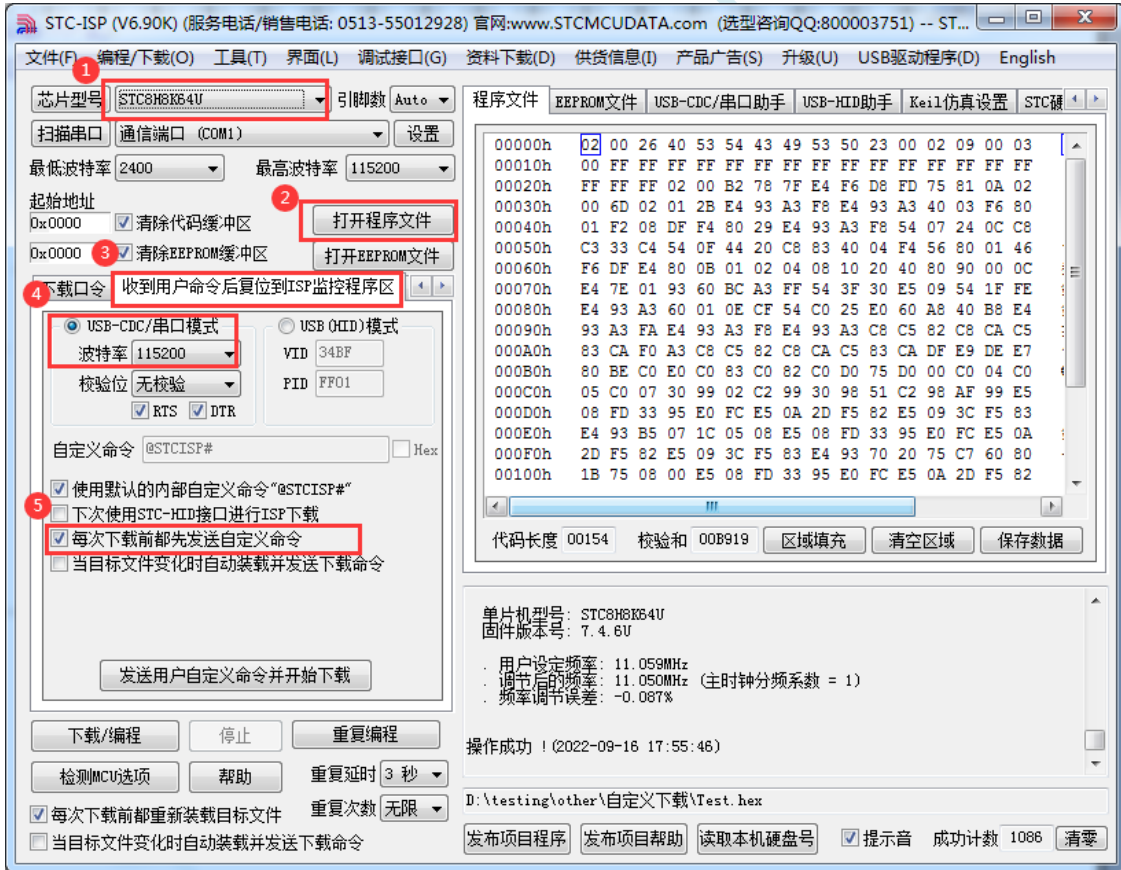 STC-ISP (V6.90K) (服务电话/销售电话: 0513-55012928) 官网:www.STCMCUDATA.com (选型咨询QQ:800003751) -- ST...
文件(F) 编程/下载(O) 工具(T) 界面(L) 调试接口(G) 资料下载(D) 供货信息(I) 产品广告(S) 升级(U) USB驱动程序(D) English
1
芯片型号 STC8H8K64U 引脚数 Auto
扫描串口 通信端口 (COM1) 设置
最低波特率 2400 最高波特率 115200
起始地址
2
0x0000 清除代码缓冲区 打开程序文件
0x0000 3 清除EEPROM缓冲区 打开EEPROM文件
4 下载口令 收到用户命令后复位到ISP监控程序区
USB-CDC/串口模式 USB(HID)模式
波特率 115200 VID 34BF
校验位 无校验 PID FF01
RTS DTR
自定义命令 @STCISP# Hex
使用默认的内部自定义命令"@STCISP#"
5 下次使用STC-HID接口进行ISP下载
每次下载前都先发送自定义命令
当目标文件变化时自动装载并发送下载命令
发送用户自定义命令并开始下载
下载/编程 停止 重复编程
检测MCU选项 帮助 重复延时 3 秒
每次下载前都重新装载目标文件 重复次数 无限
当目标文件变化时自动装载并发送下载命令
程序文件 EEPROM文件 USB-CDC/串口助手 USB-HID助手 Keil仿真设置 STC硬
00000h 02 00 26 40 53 54 43 49 53 50 23 00 02 09 00 03
00010h 00 FF FF FF FF FF FF FF FF FF FF FF FF FF FF FF
00020h FF FF FF 02 00 B2 78 7F E4 F6 D8 FD 75 81 0A 02
00030h 00 6D 02 01 2B E4 93 A3 F8 E4 93 A3 40 03 F6 80
00040h 01 F2 08 DF F4 80 29 E4 93 A3 F8 54 07 24 0C C8
00050h C3 33 C4 54 0F 44 20 C8 83 40 04 F4 56 80 01 46
00060h F6 DF E4 80 0B 01 02 04 08 10 20 40 80 90 00 0C
00070h E4 7E 01 93 60 BC A3 FF 54 3F 30 E5 09 54 1F FE
00080h E4 93 A3 60 01 0E CF 54 C0 25 E0 60 A8 40 B8 E4
00090h 93 A3 FA E4 93 A3 F8 E4 93 A3 C8 C5 82 C8 CA C5
000A0h 83 CA F0 A3 C8 C5 82 C8 CA C5 83 CA DF E9 DE E7
000B0h 80 BE C0 E0 C0 83 C0 82 C0 D0 75 D0 00 C0 04 C0
000C0h 05 C0 07 30 99 02 C2 99 30 98 51 C2 98 AF 99 E5
000D0h 08 FD 33 95 E0 FC E5 0A 2D F5 82 E5 09 3C F5 83
000E0h E4 93 B5 07 1C 05 08 E5 08 FD 33 95 E0 FC E5 0A
000F0h 2D F5 82 E5 09 3C F5 83 E4 93 70 20 75 C7 60 80
00100h 1B 75 08 00 E5 08 FD 33 95 E0 FC E5 0A 2D F5 82
代码长度 00154 校验和 00B919 区域填充 清空区域 保存数据
单片机型号: STC8H8K64U
固件版本号: 7.4.6U
. 用户设定频率: 11.059MHz
. 调节后的频率: 11.050MHz (主时钟分频系数 = 1)
. 频率调节误差: -0.087%
操作成功 !(2022-09-16 17:55:46)
D:\testing\other\自定义下载\Test.hex
发布项目程序 发布项目帮助 读取本机硬盘号 提示音 成功计数 1086 清零